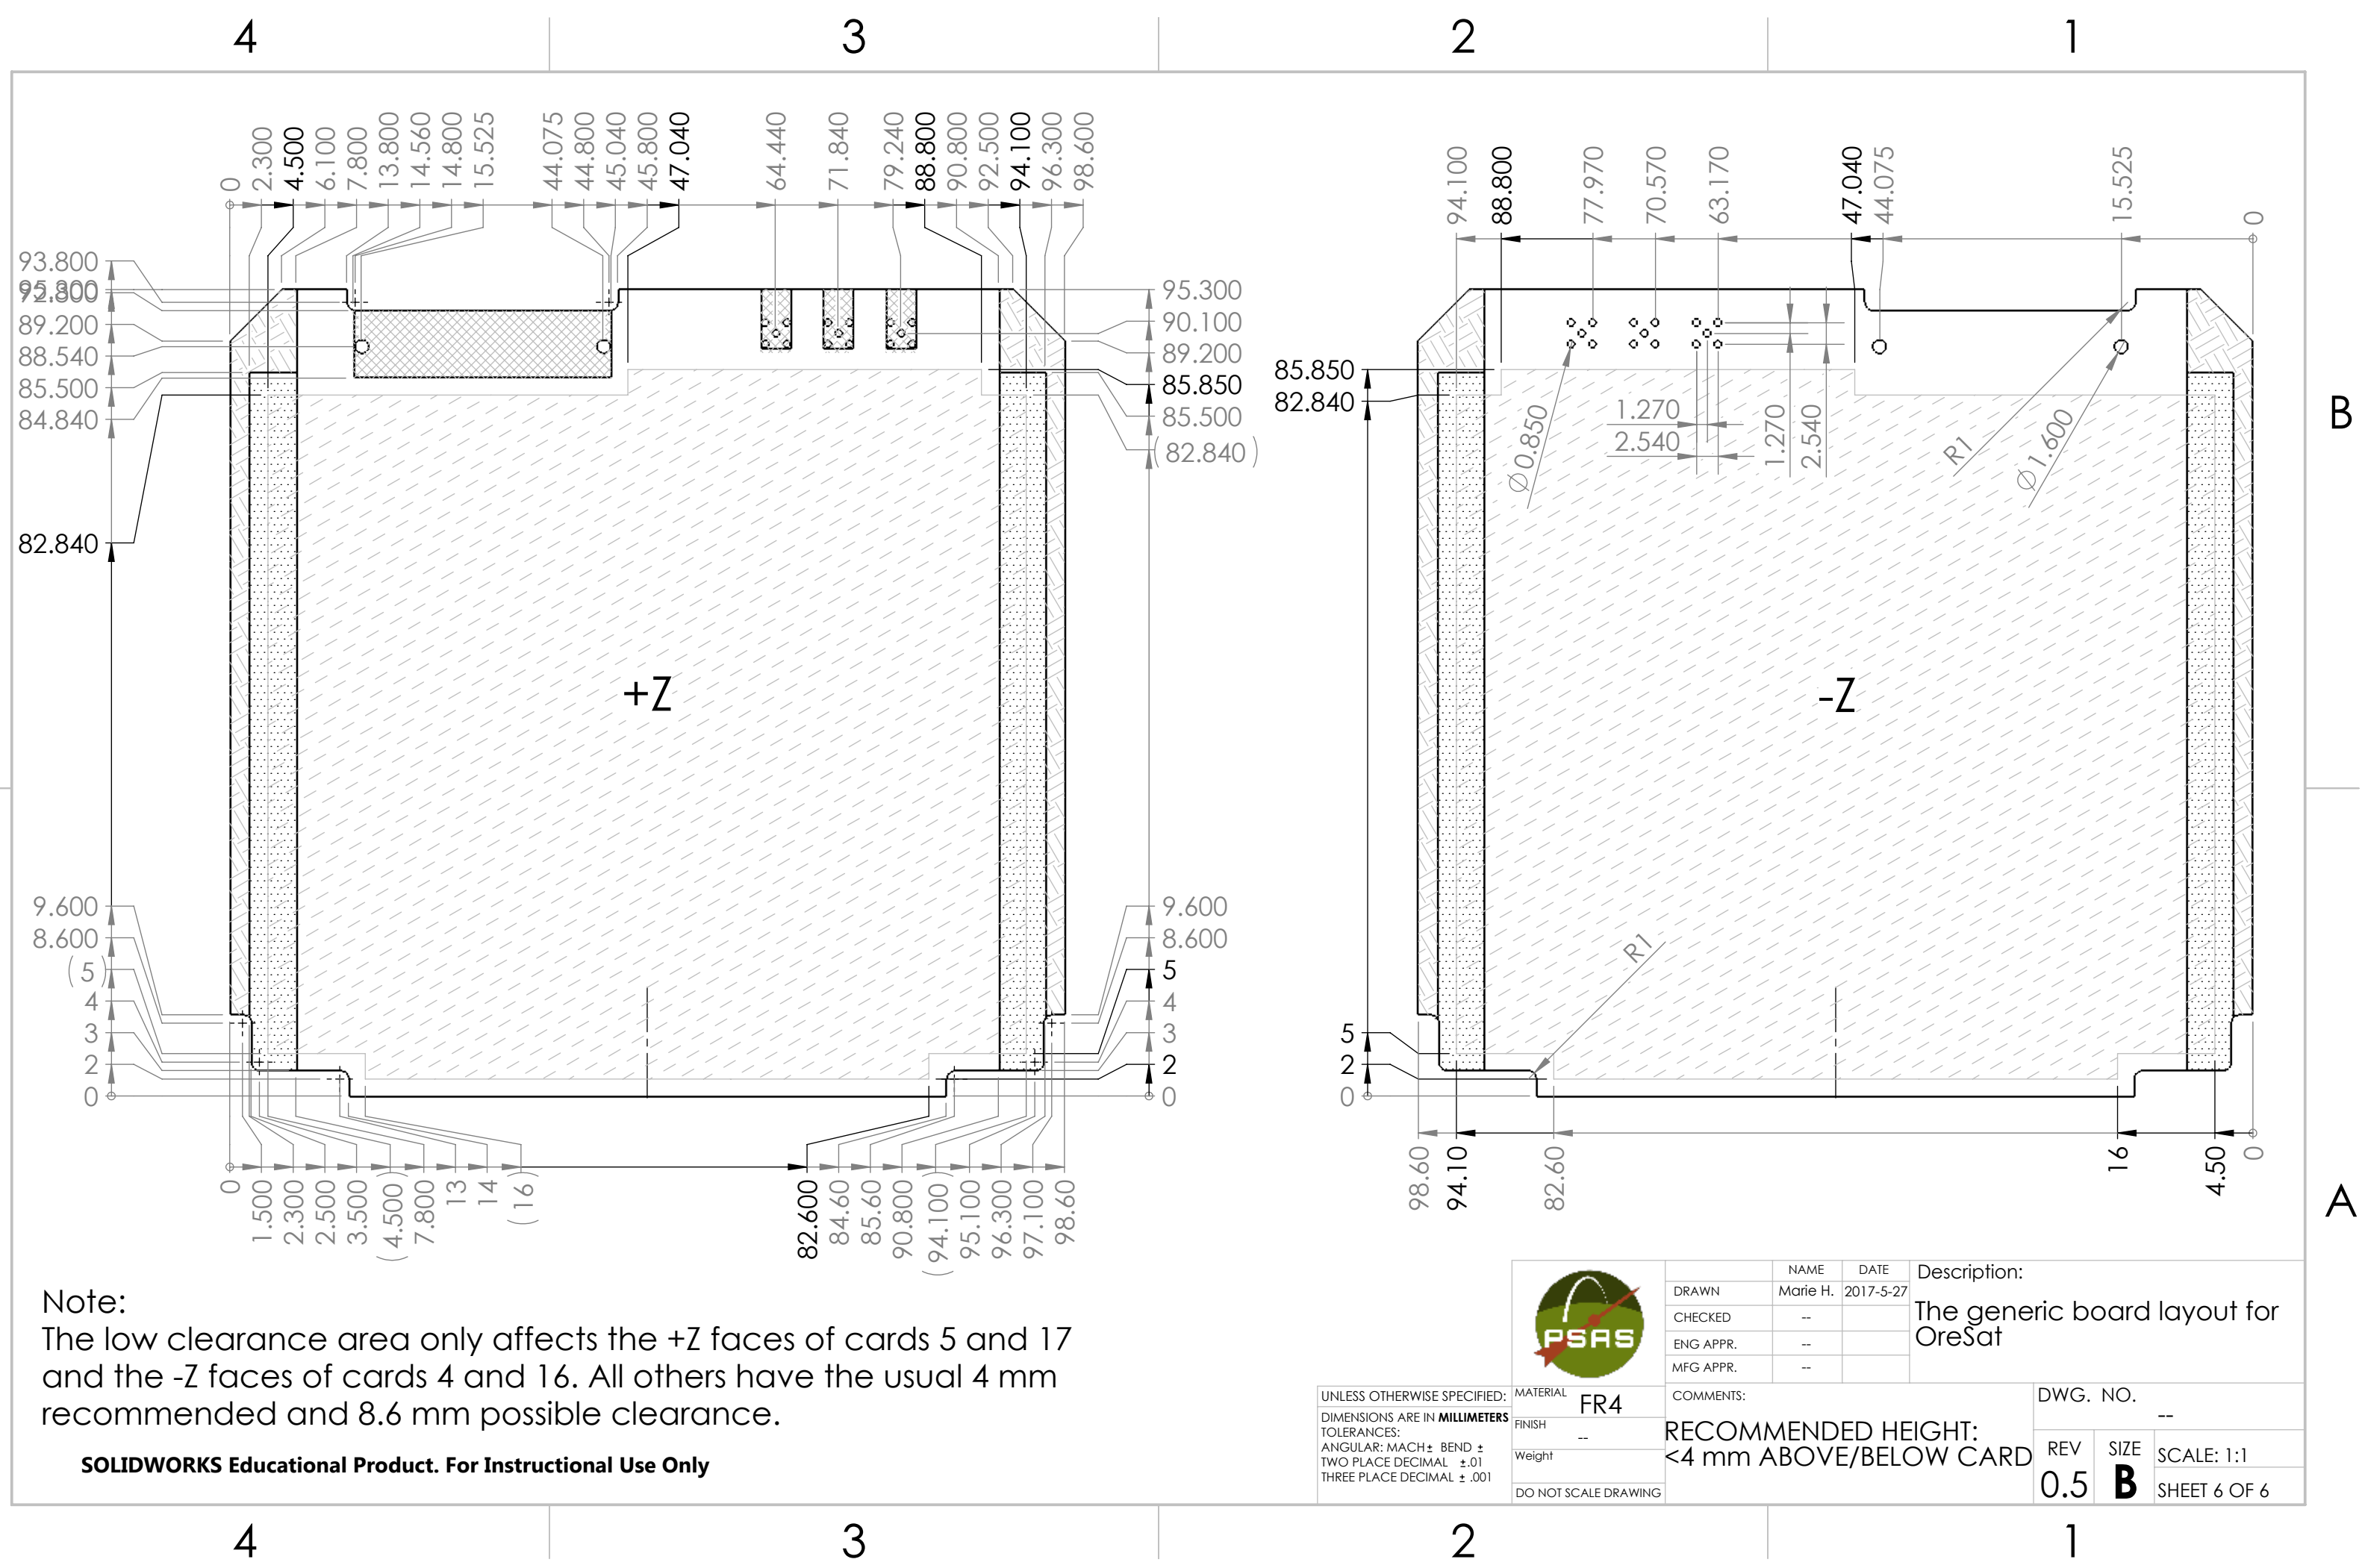 4 3 2 1
0 2.300 4.500 6.100 7.800 13.800 14.560 14.800 15.525 44.075 44.800 45.040 45.800 47.040 64.440 71.840 79.240 88.800 90.800 92.500 94.100 96.300 98.600
93.800
95.300
92.800
89.200
88.540
85.500
84.840
82.840
9.600
8.600
(5)
4
3
2
0
95.300
90.100
89.200
85.850
85.500
(82.840)
9.600
8.600
5
4
3
2
0
+Z
0 1.500 2.300 2.500 3.500 (4.500) 7.800 13 14 (16) 82.600 84.60 85.60 90.800 (94.100) 95.100 96.300 97.100 98.60
94.100 88.800 77.970 70.570 63.170 47.040 44.075 15.525 0
85.850
82.840
5
2
0
Ø 0.850
1.270
2.540
1.270
2.540
R1
Ø 1.600
-Z
R1
98.60 94.10 82.60 16 4.50 0
B
A
Note:
The low clearance area only affects the +Z faces of cards 5 and 17
and the -Z faces of cards 4 and 16. All others have the usual 4 mm
recommended and 8.6 mm possible clearance.
SOLIDWORKS Educational Product. For Instructional Use Only
PSAS
NAME DATE
DRAWN Marie H. 2017-5-27
CHECKED --
ENG APPR. --
MFG APPR. --
Description:
The generic board layout for
OreSat
UNLESS OTHERWISE SPECIFIED:
DIMENSIONS ARE IN MILLIMETERS
TOLERANCES:
ANGULAR: MACH± BEND ±
TWO PLACE DECIMAL ±.01
THREE PLACE DECIMAL ± .001
MATERIAL FR4
FINISH --
Weight
DO NOT SCALE DRAWING
COMMENTS:
RECOMMENDED HEIGHT:
<4 mm ABOVE/BELOW CARD
DWG. NO.
--
REV 0.5
SIZE B
SCALE: 1:1
SHEET 6 OF 6
4 3 2 1